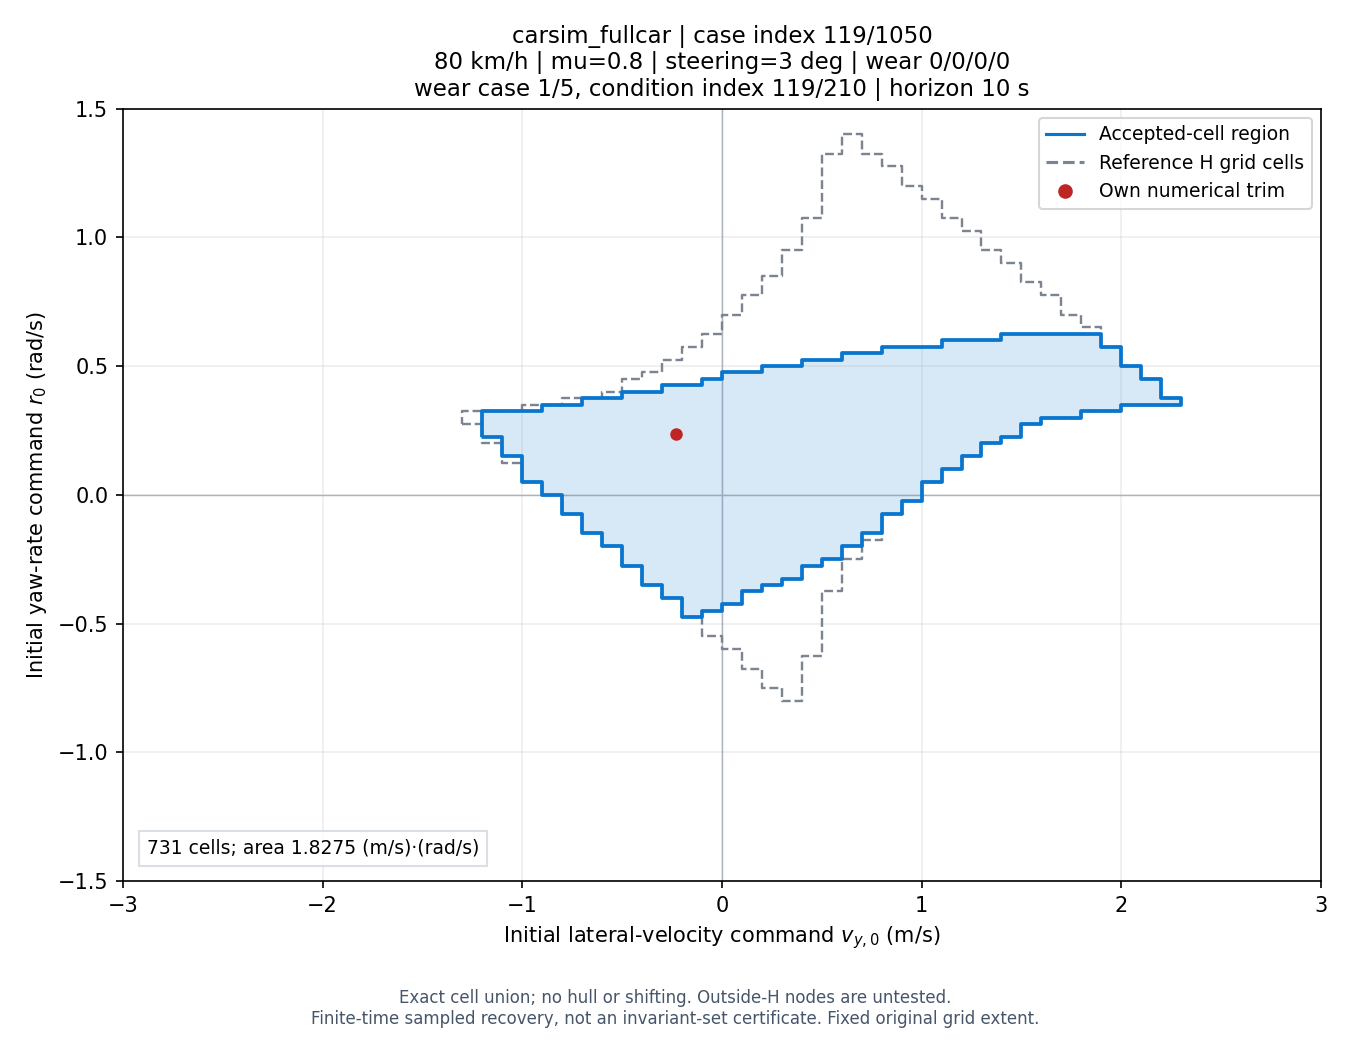 carsim_fullcar | case index 119/1050
80 km/h | mu=0.8 | steering=3 deg | wear 0/0/0/0
wear case 1/5, condition index 119/210 | horizon 10 s
Accepted-cell region
Reference H grid cells
Own numerical trim
1.5
1.0
0.5
0.0
−0.5
−1.0
−1.5
Initial yaw-rate command r₀ (rad/s)
731 cells; area 1.8275 (m/s)·(rad/s)
−3
−2
−1
0
1
2
3
Initial lateral-velocity command v_{y,0} (m/s)
Exact cell union; no hull or shifting. Outside-H nodes are untested.
Finite-time sampled recovery, not an invariant-set certificate. Fixed original grid extent.